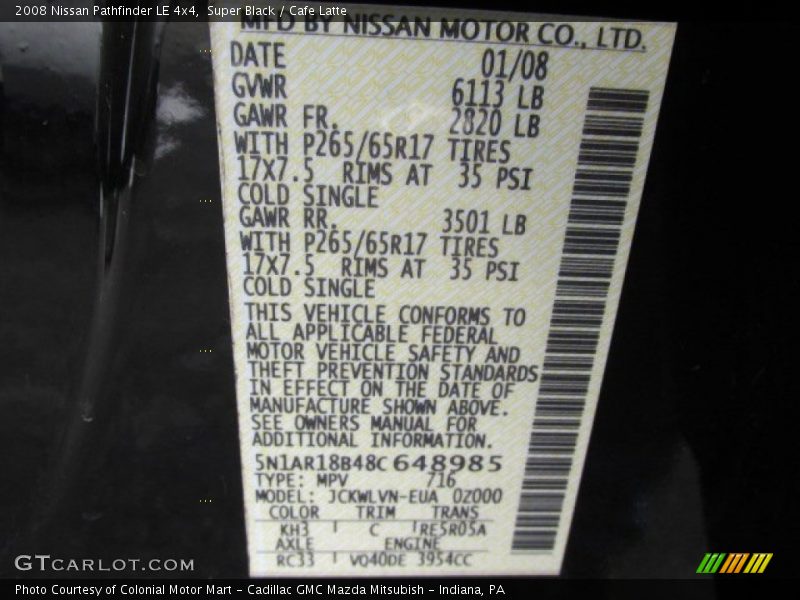 2008 Nissan Pathfinder LE 4x4, Super Black / Cafe Latte
MFD BY NISSAN MOTOR CO., LTD.
DATE 01/08
GVWR 6113 LB
GAWR FR. 2820 LB
WITH P265/65R17 TIRES
17X7.5 RIMS AT 35 PSI
COLD SINGLE
GAWR RR. 3501 LB
WITH P265/65R17 TIRES
17X7.5 RIMS AT 35 PSI
COLD SINGLE
THIS VEHICLE CONFORMS TO
ALL APPLICABLE FEDERAL
MOTOR VEHICLE SAFETY AND
THEFT PREVENTION STANDARDS
IN EFFECT ON THE DATE OF
MANUFACTURE SHOWN ABOVE.
SEE OWNERS MANUAL FOR
ADDITIONAL INFORMATION.
5N1AR18B48C648985
TYPE: MPV 716
MODEL: JCKWLVN-EUA 0Z000
COLOR TRIM TRANS
KH3 C RE5R05A
AXLE ENGINE
RC33 VQ40DE 3954CC
GTCARLOT.COM
Photo Courtesy of Colonial Motor Mart - Cadillac GMC Mazda Mitsubish - Indiana, PA